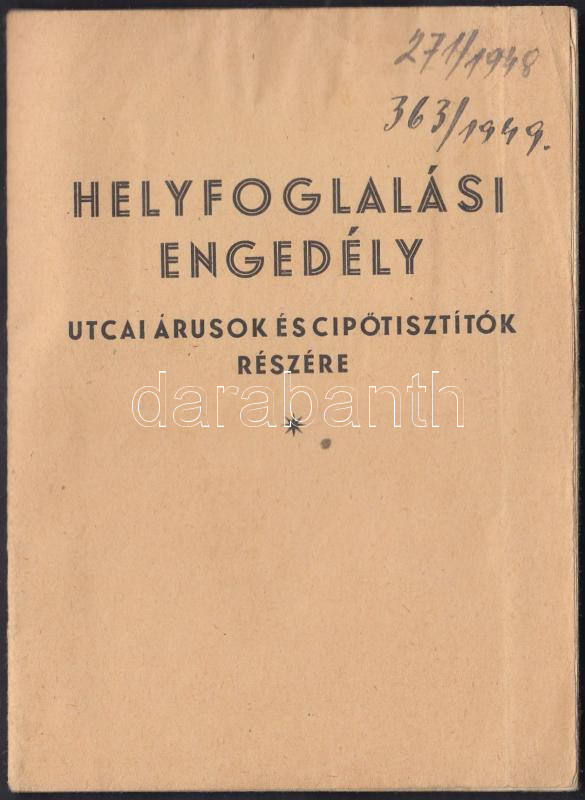 271/1948
363/1949.
HELYFOGLALÁSI
ENGEDÉLY
UTCAI ÁRUSOK ÉS CIPŐTISZTÍTÓK
RÉSZÉRE
darabanth